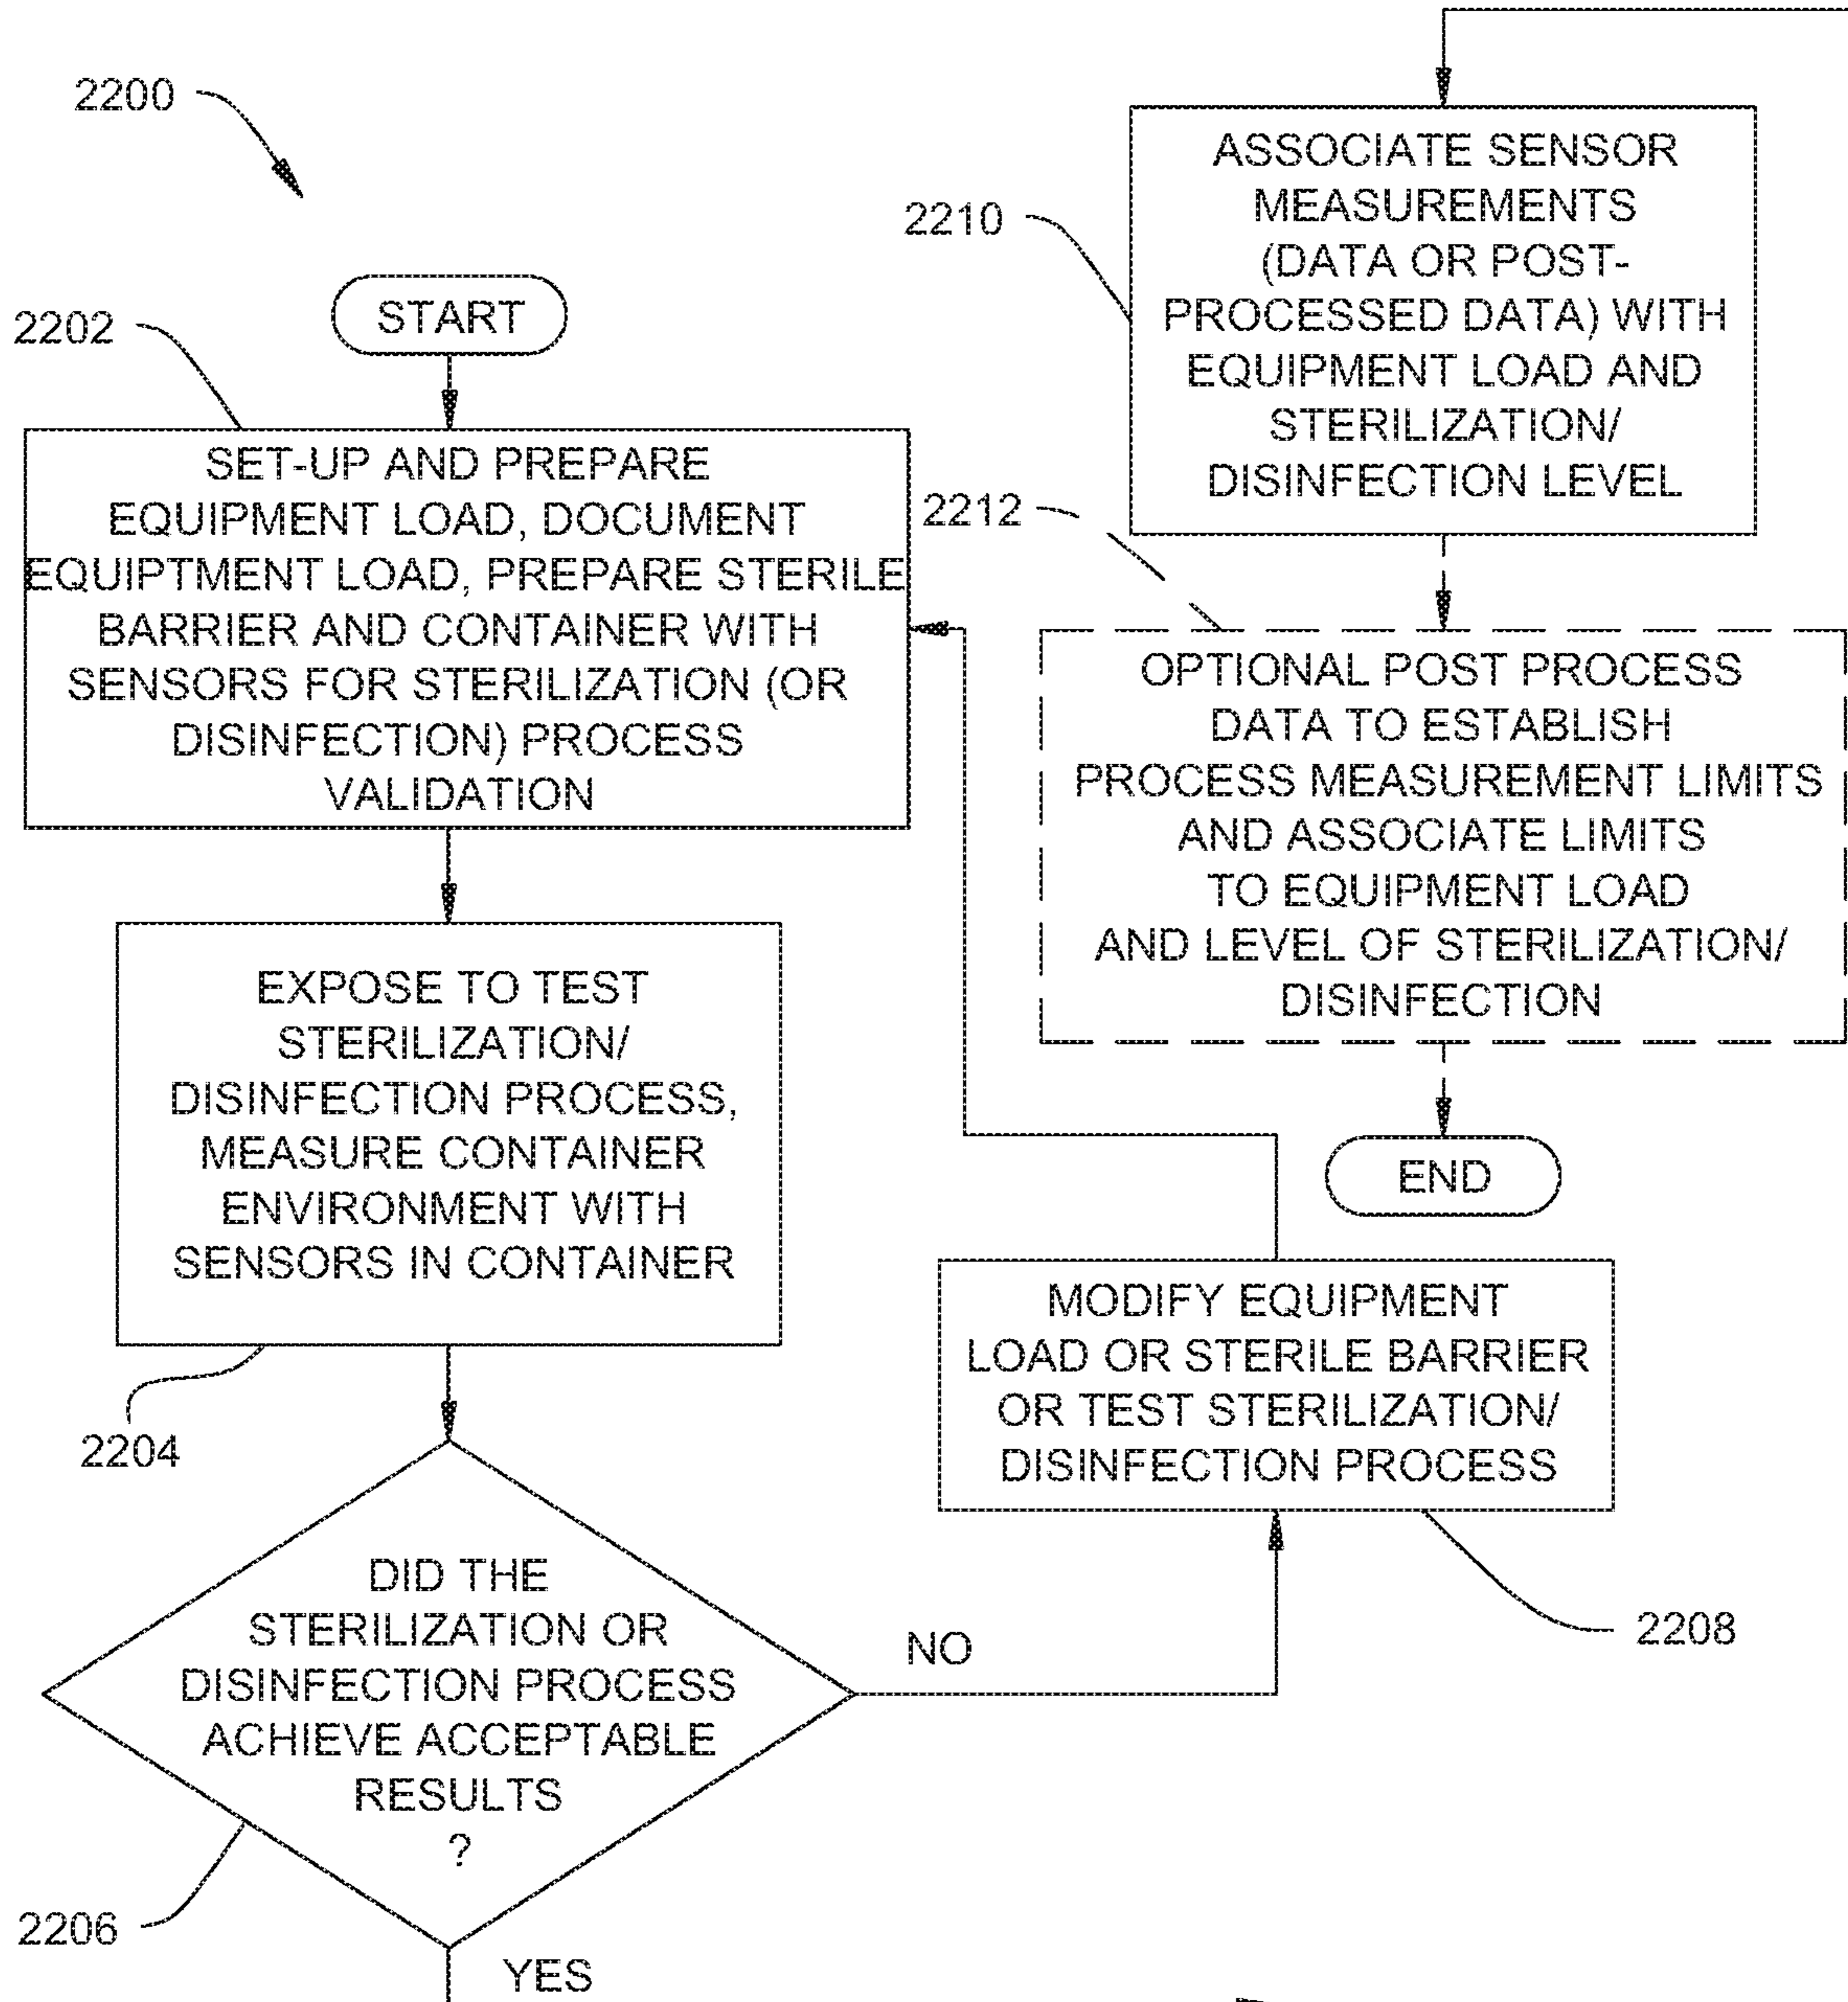 2200
START
2202
SET-UP AND PREPARE
EQUIPMENT LOAD, DOCUMENT
EQUIPTMENT LOAD, PREPARE STERILE
BARRIER AND CONTAINER WITH
SENSORS FOR STERILIZATION (OR
DISINFECTION) PROCESS
VALIDATION
EXPOSE TO TEST
STERILIZATION/
DISINFECTION PROCESS,
MEASURE CONTAINER
ENVIRONMENT WITH
SENSORS IN CONTAINER
2204
DID THE
STERILIZATION OR
DISINFECTION PROCESS
ACHIEVE ACCEPTABLE
RESULTS
?
2206
YES
NO
MODIFY EQUIPMENT
LOAD OR STERILE BARRIER
OR TEST STERILIZATION/
DISINFECTION PROCESS
2208
2210
ASSOCIATE SENSOR
MEASUREMENTS
(DATA OR POST-
PROCESSED DATA) WITH
EQUIPMENT LOAD AND
STERILIZATION/
DISINFECTION LEVEL
2212
OPTIONAL POST PROCESS
DATA TO ESTABLISH
PROCESS MEASUREMENT LIMITS
AND ASSOCIATE LIMITS
TO EQUIPMENT LOAD
AND LEVEL OF STERILIZATION/
DISINFECTION
END